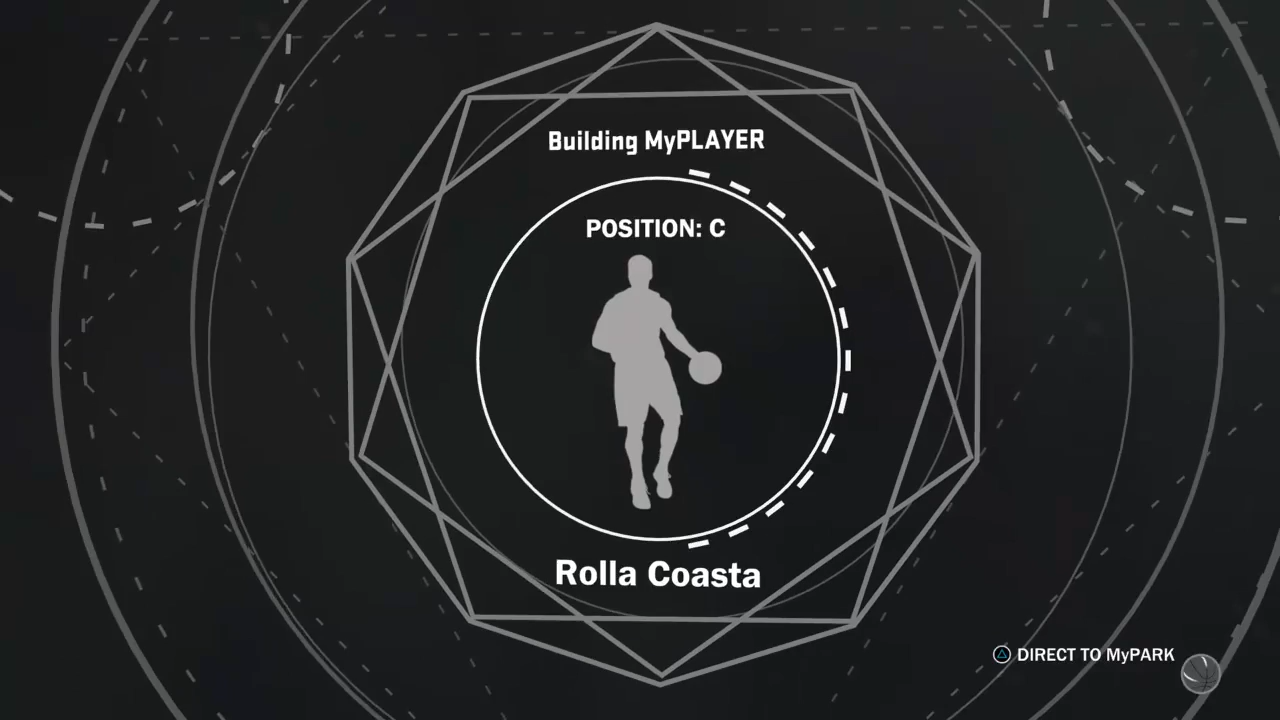 Building MyPLAYER
POSITION: C
Rolla Coasta
DIRECT TO MyPARK